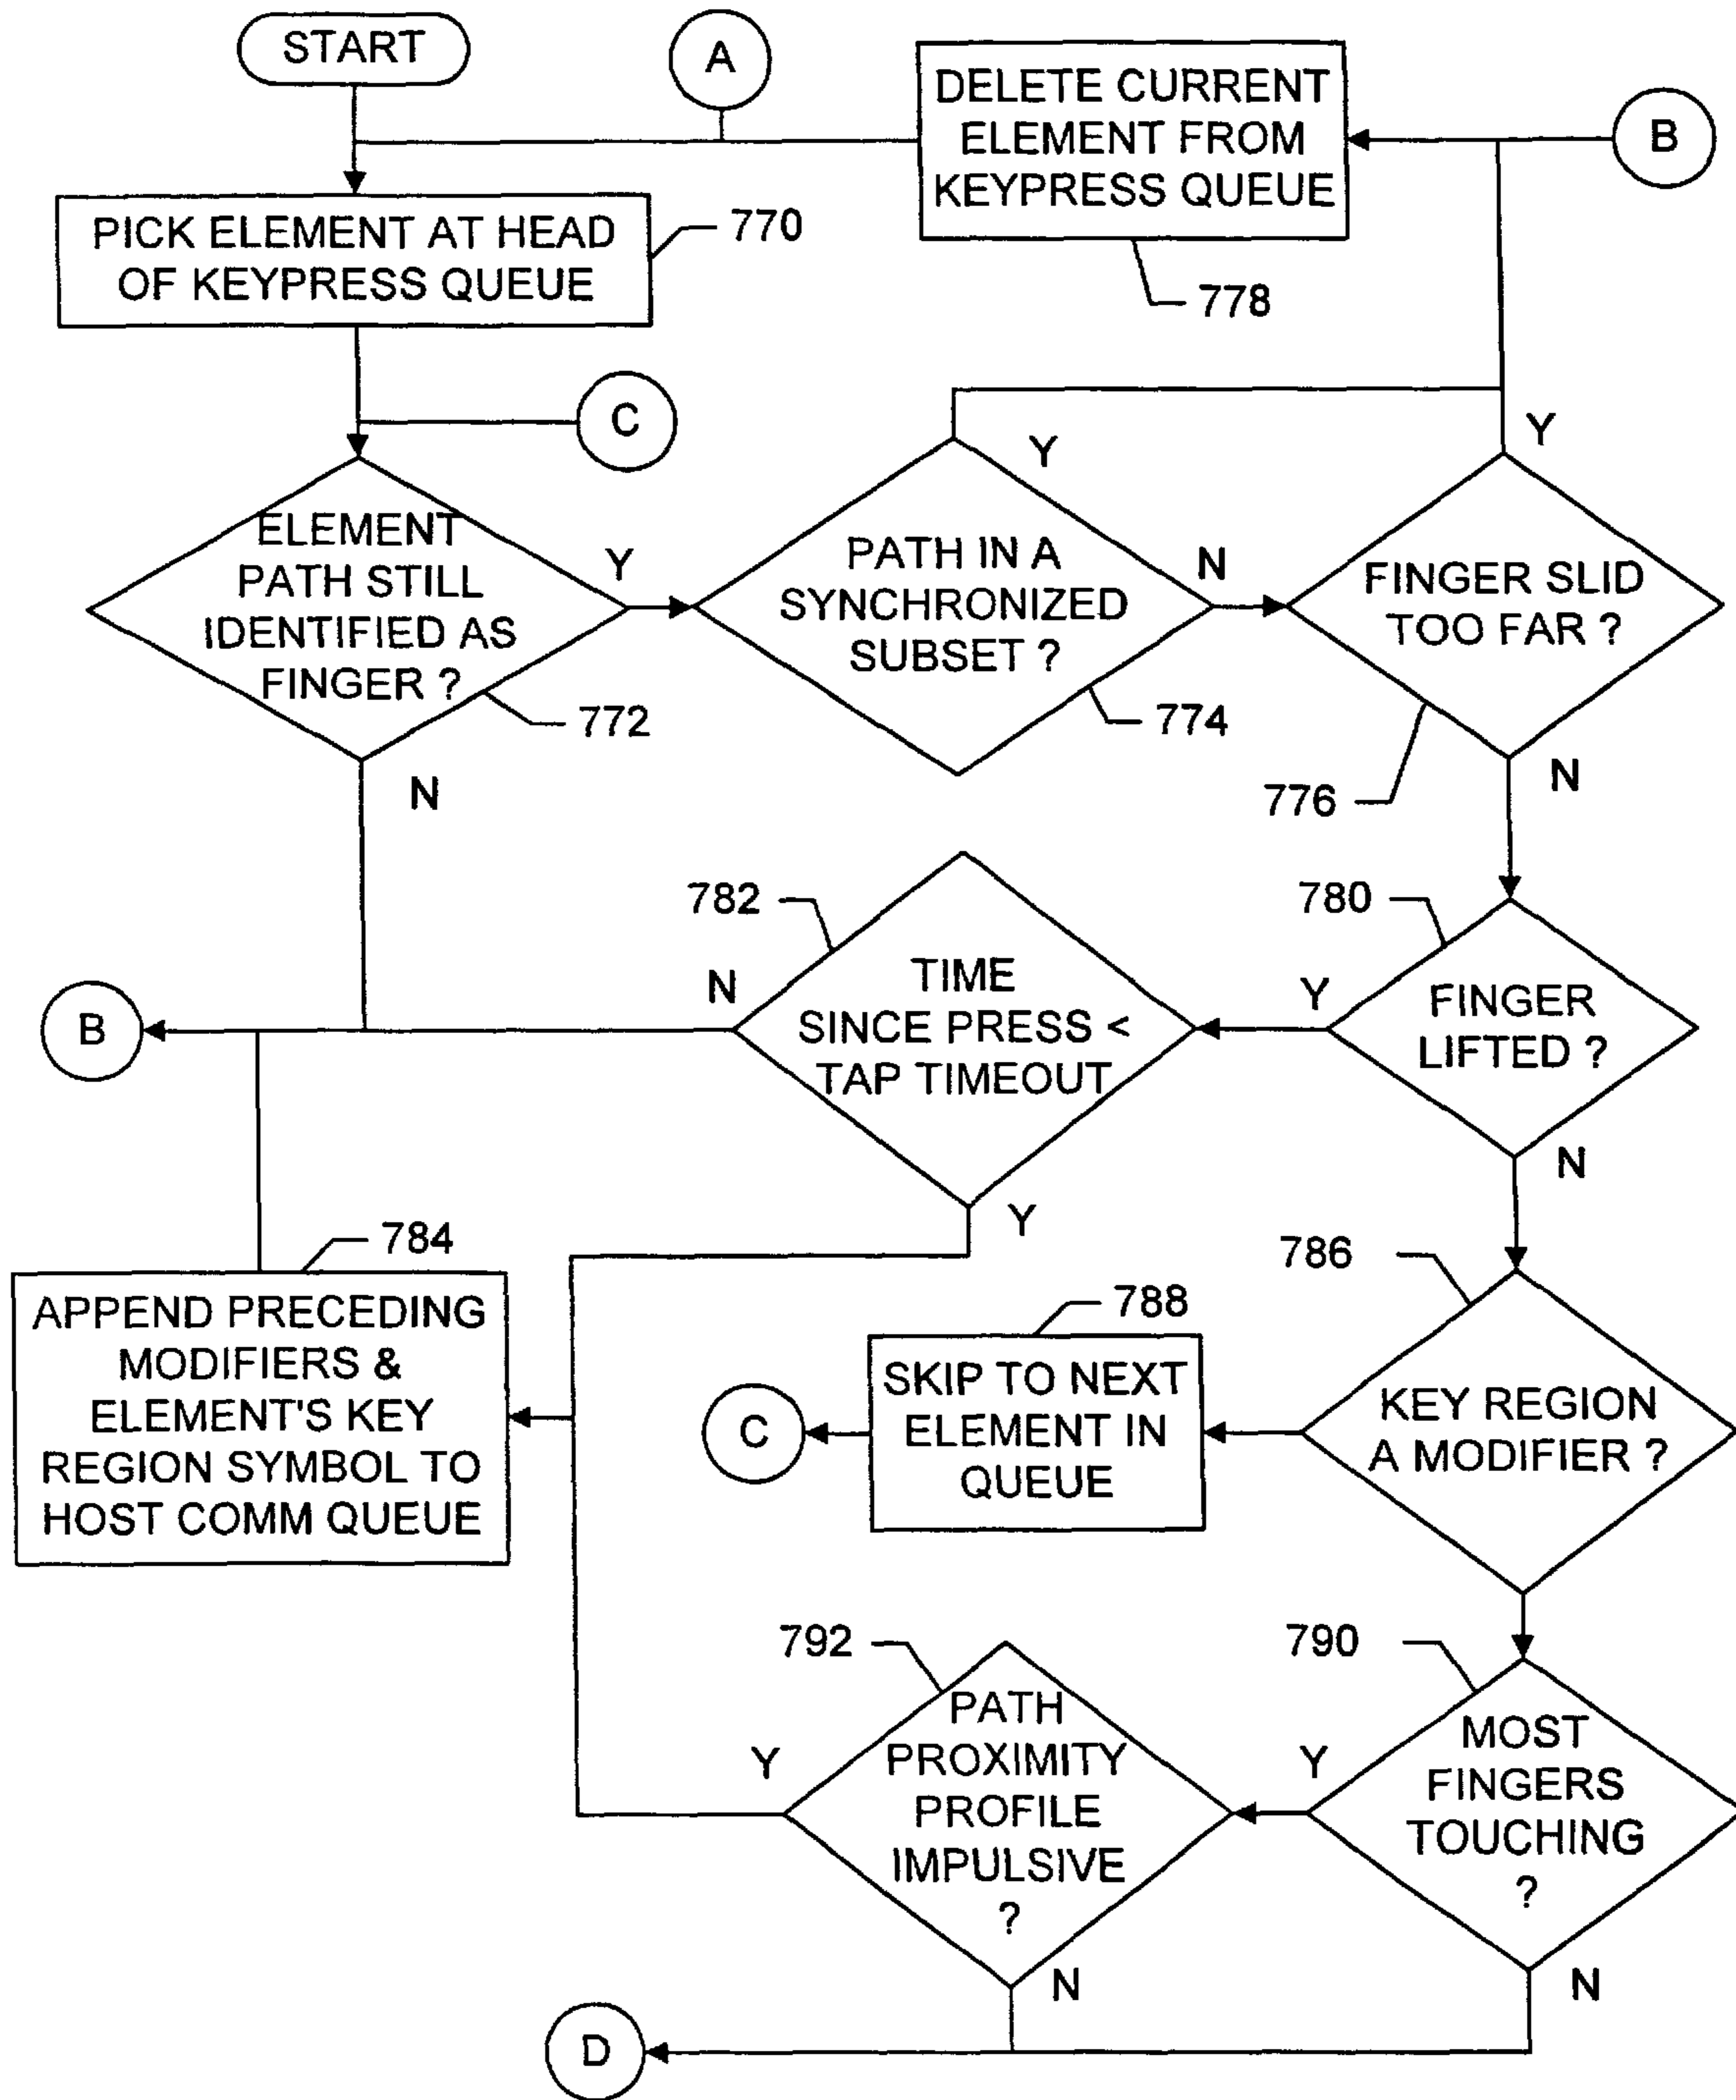 START
A
DELETE CURRENT
ELEMENT FROM
KEYPRESS QUEUE
B
PICK ELEMENT AT HEAD
OF KEYPRESS QUEUE
770
778
C
ELEMENT
PATH STILL
IDENTIFIED AS
FINGER ?
Y
772
N
PATH IN A
SYNCHRONIZED
SUBSET ?
Y
N
774
FINGER SLID
TOO FAR ?
Y
776
N
782
TIME
SINCE PRESS <
TAP TIMEOUT
N
Y
780
FINGER
LIFTED ?
Y
N
B
784
APPEND PRECEDING
MODIFIERS &
ELEMENT'S KEY
REGION SYMBOL TO
HOST COMM QUEUE
786
KEY REGION
A MODIFIER ?
788
SKIP TO NEXT
ELEMENT IN
QUEUE
C
792
PATH
PROXIMITY
PROFILE
IMPULSIVE
?
Y
N
790
MOST
FINGERS
TOUCHING
?
Y
N
D